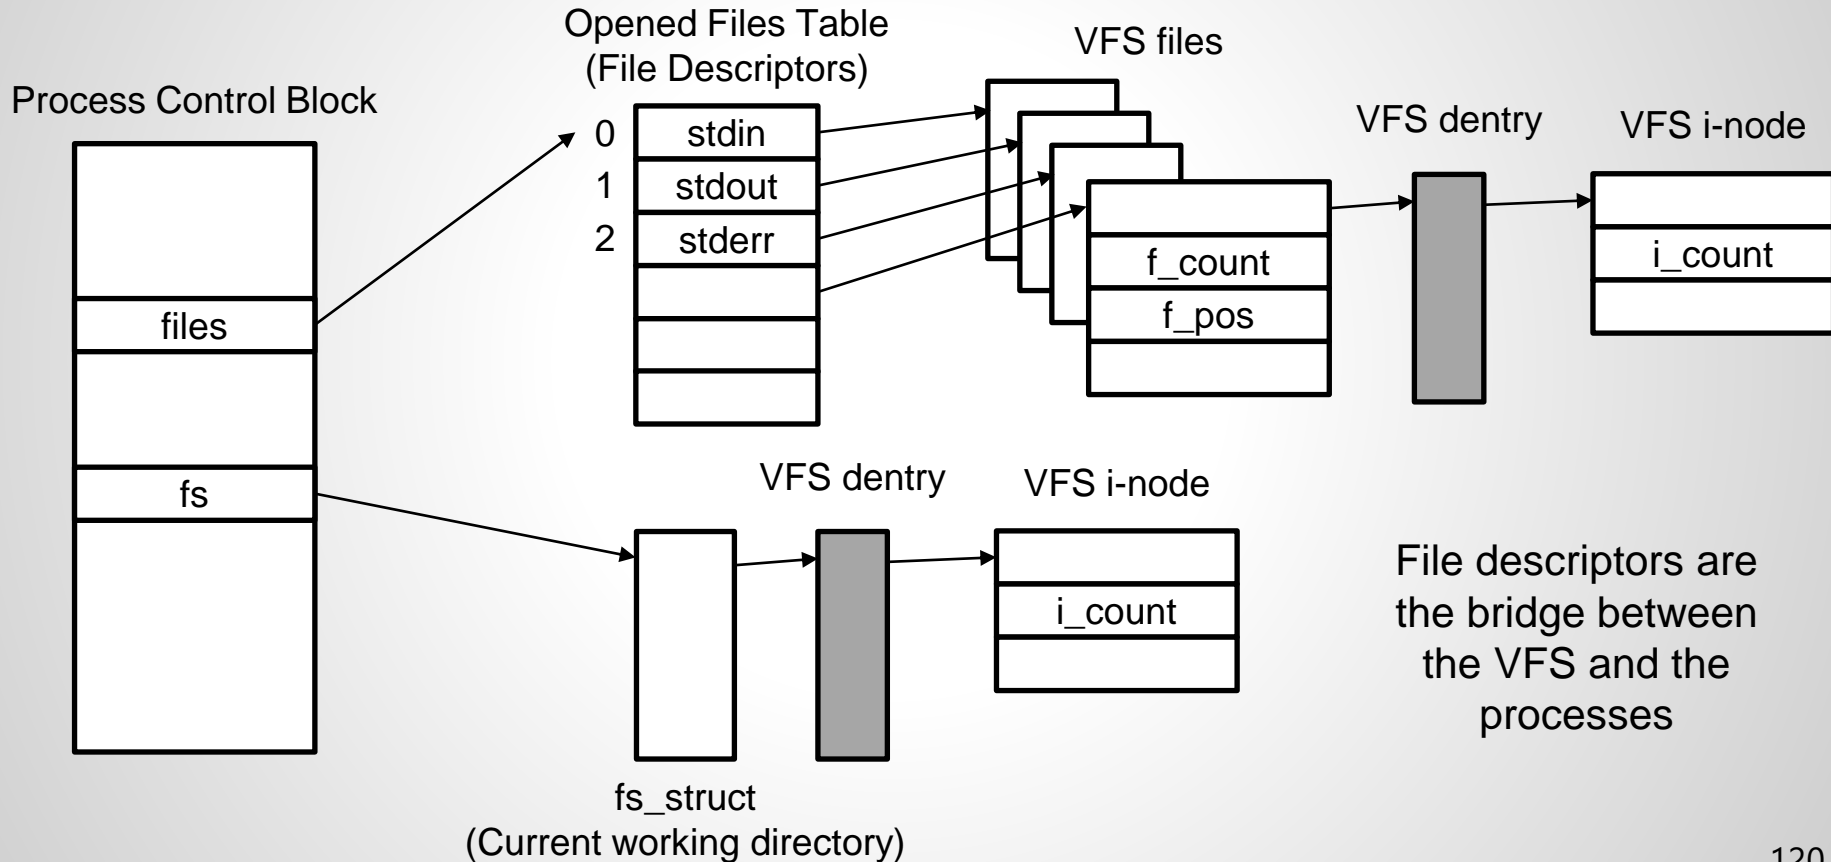 Opened Files Table
(File Descriptors)
VFS files
Process Control Block
VFS dentry
VFS i-node
0
stdin
1
stdout
2
stderr
f_count
i_count
f_pos
files
fs
VFS dentry
VFS i-node
i_count
File descriptors are
the bridge between
the VFS and the
processes
fs_struct
(Current working directory)
120